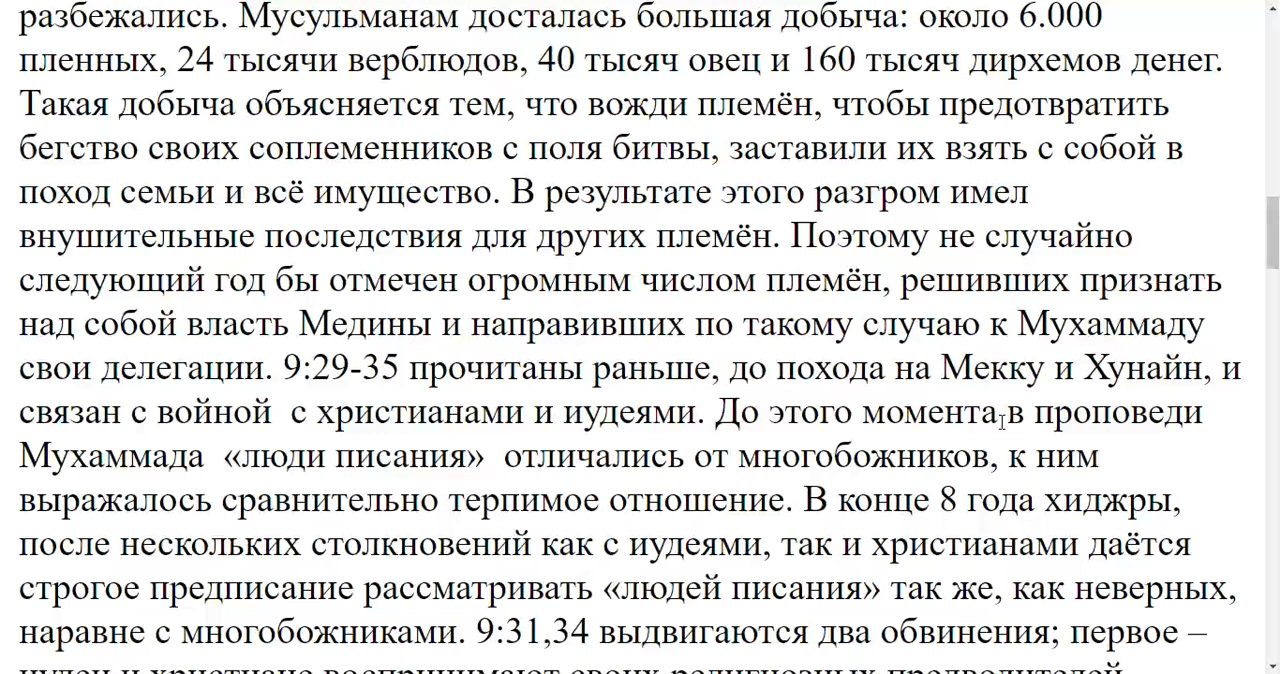 разбежались. Мусульманам досталась большая добыча: около 6.000
пленных, 24 тысячи верблюдов, 40 тысяч овец и 160 тысяч дирхемов денег.
Такая добыча объясняется тем, что вожди племён, чтобы предотвратить
бегство своих соплеменников с поля битвы, заставили их взять с собой в
поход семьи и всё имущество. В результате этого разгром имел
внушительные последствия для других племён. Поэтому не случайно
следующий год бы отмечен огромным числом племён, решивших признать
над собой власть Медины и направивших по такому случаю к Мухаммаду
свои делегации. 9:29-35 прочитаны раньше, до похода на Мекку и Хунайн, и
связан с войной  с христианами и иудеями. До этого момента в проповеди
Мухаммада  «люди писания»  отличались от многобожников, к ним
выражалось сравнительно терпимое отношение. В конце 8 года хиджры,
после нескольких столкновений как с иудеями, так и христианами даётся
строгое предписание рассматривать «людей писания» так же, как неверных,
наравне с многобожниками. 9:31,34 выдвигаются два обвинения; первое –
иудеи и христиане воспринимают своих религиозных предводителей